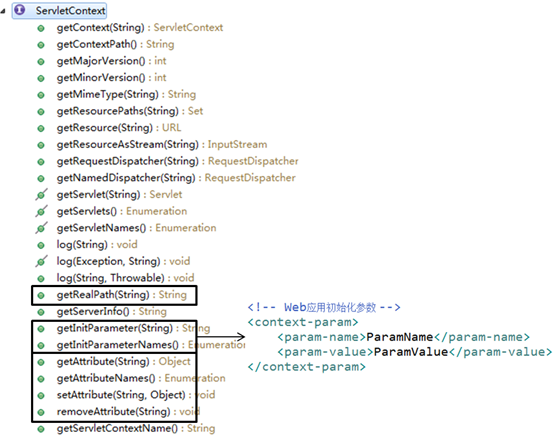 ServletContext
getContext(String) : ServletContext
getContextPath() : String
getMajorVersion() : int
getMinorVersion() : int
getMimeType(String) : String
getResourcePaths(String) : Set
getResource(String) : URL
getResourceAsStream(String) : InputStream
getRequestDispatcher(String) : RequestDispatcher
getNamedDispatcher(String) : RequestDispatcher
getServlet(String) : Servlet
getServlets() : Enumeration
getServletNames() : Enumeration
log(String) : void
log(Exception, String) : void
log(String, Throwable) : void
getRealPath(String) : String
getServerInfo() : String
getInitParameter(String) : String
getInitParameterNames() : Enumeration
getAttribute(String) : Object
getAttributeNames() : Enumeration
setAttribute(String, Object) : void
removeAttribute(String) : void
getServletContextName() : String
<!-- Web应用初始化参数 -->
<context-param>
<param-name>ParamName</param-name>
<param-value>ParamValue</param-value>
</context-param>